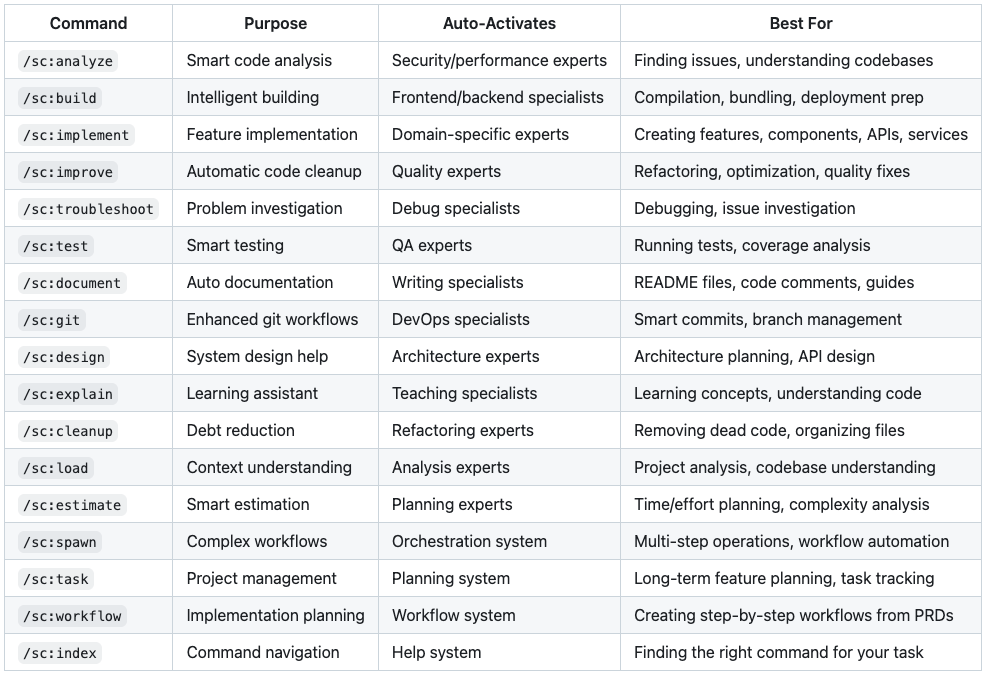 Command Purpose Auto-Activates Best For
/sc:analyze Smart code analysis Security/performance experts Finding issues, understanding codebases
/sc:build Intelligent building Frontend/backend specialists Compilation, bundling, deployment prep
/sc:implement Feature implementation Domain-specific experts Creating features, components, APIs, services
/sc:improve Automatic code cleanup Quality experts Refactoring, optimization, quality fixes
/sc:troubleshoot Problem investigation Debug specialists Debugging, issue investigation
/sc:test Smart testing QA experts Running tests, coverage analysis
/sc:document Auto documentation Writing specialists README files, code comments, guides
/sc:git Enhanced git workflows DevOps specialists Smart commits, branch management
/sc:design System design help Architecture experts Architecture planning, API design
/sc:explain Learning assistant Teaching specialists Learning concepts, understanding code
/sc:cleanup Debt reduction Refactoring experts Removing dead code, organizing files
/sc:load Context understanding Analysis experts Project analysis, codebase understanding
/sc:estimate Smart estimation Planning experts Time/effort planning, complexity analysis
/sc:spawn Complex workflows Orchestration system Multi-step operations, workflow automation
/sc:task Project management Planning system Long-term feature planning, task tracking
/sc:workflow Implementation planning Workflow system Creating step-by-step workflows from PRDs
/sc:index Command navigation Help system Finding the right command for your task